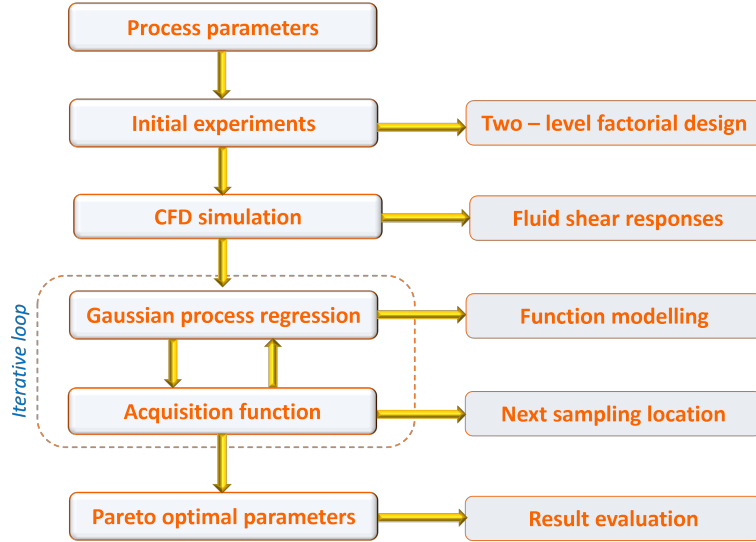 Process parameters
Initial experiments
Two – level factorial design
CFD simulation
Fluid shear responses
Iterative loop
Gaussian process regression
Function modelling
Acquisition function
Next sampling location
Pareto optimal parameters
Result evaluation